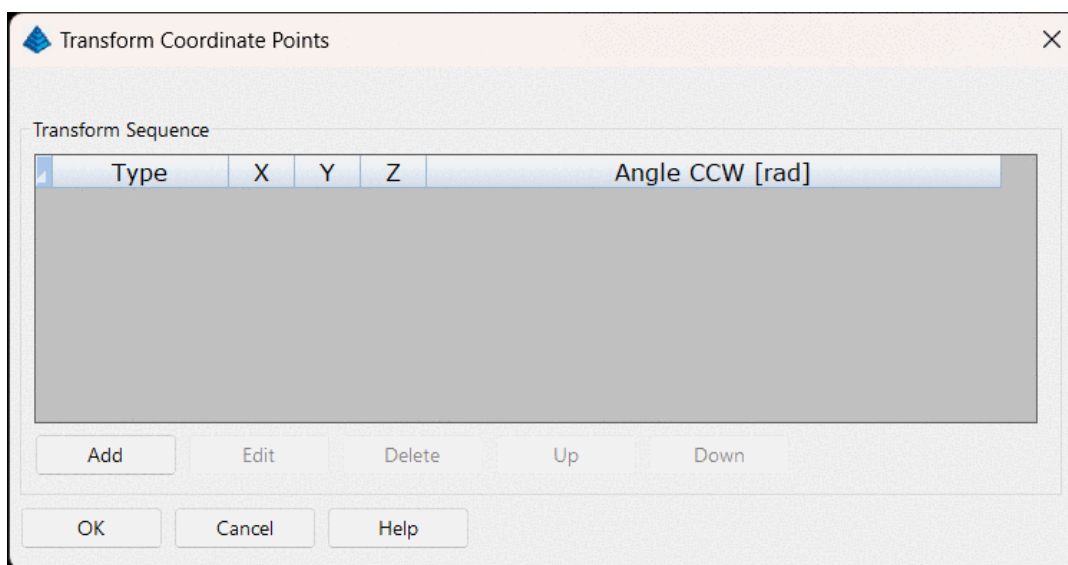 Transform Coordinate Points
Transform Sequence
Type X Y Z Angle CCW [rad]
Add Edit Delete Up Down
OK Cancel Help